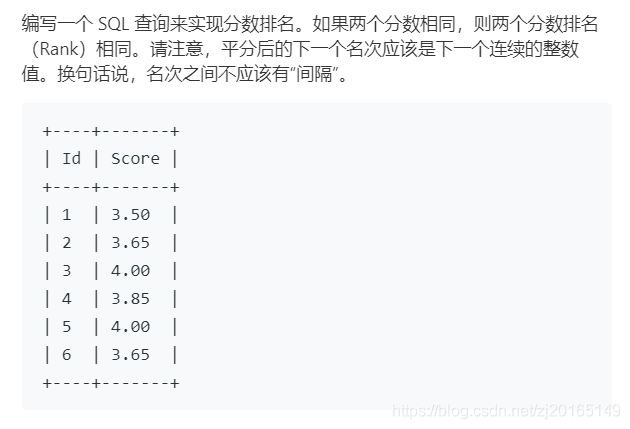 编写一个 SQL 查询来实现分数排名。如果两个分数相同，则两个分数排名
（Rank）相同。请注意，平分后的下一个名次应该是下一个连续的整数
值。换句话说，名次之间不应该有“间隔”。
+----+-------+
| Id | Score |
+----+-------+
| 1  | 3.50  |
| 2  | 3.65  |
| 3  | 4.00  |
| 4  | 3.85  |
| 5  | 4.00  |
| 6  | 3.65  |
+----+-------+
https://blog.csdn.net/zj20165149